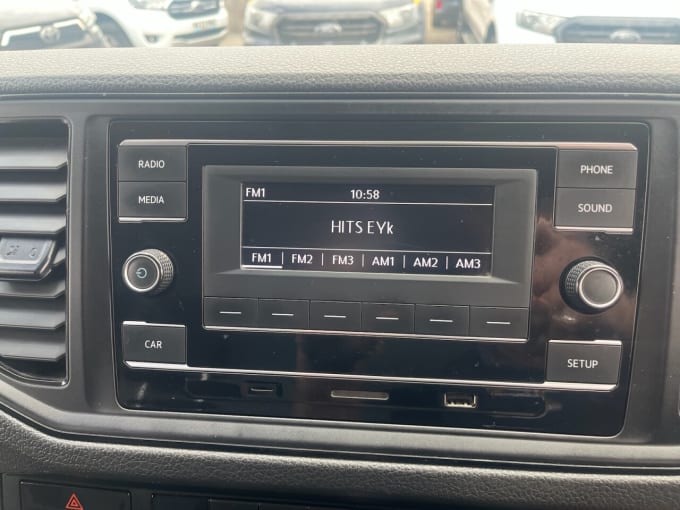 RADIO
MEDIA
CAR
FM1 10:58
HITS EYk
FM1 | FM2 | FM3 | AM1 | AM2 | AM3
PHONE
SOUND
SETUP